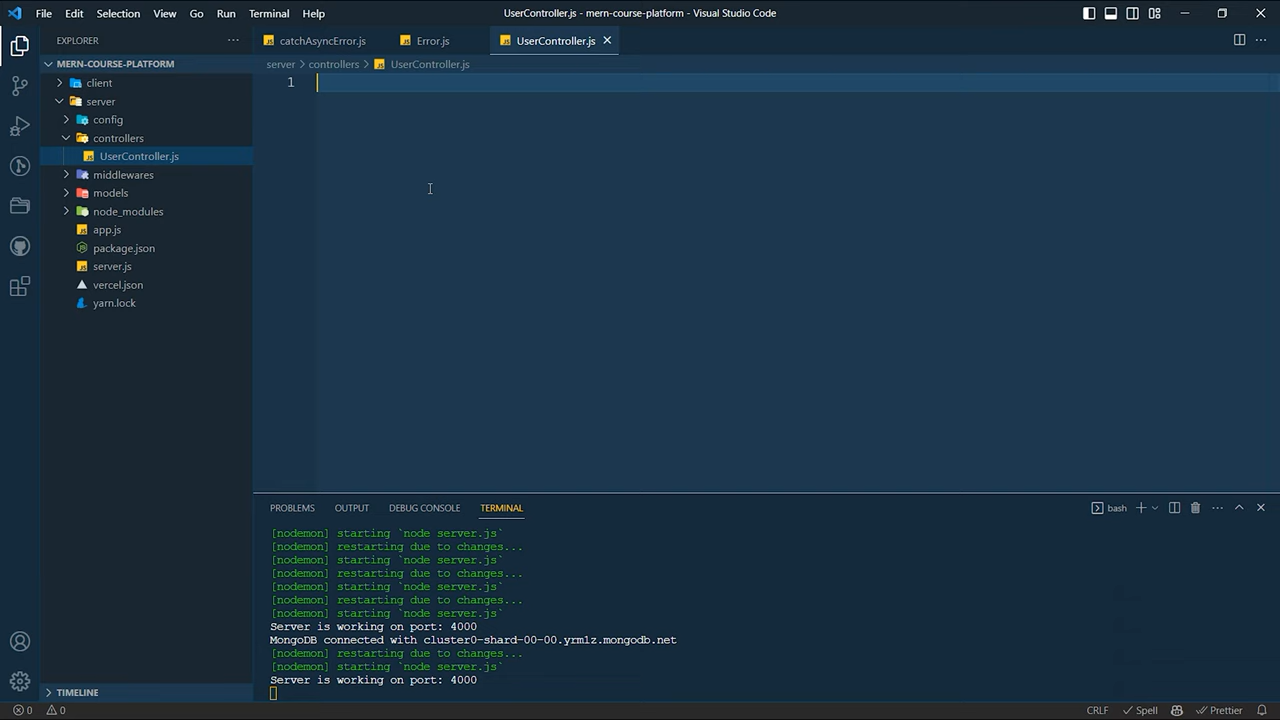 File Edit Selection View Go Run Terminal Help
UserController.js - mern-course-platform - Visual Studio Code
EXPLORER
MERN-COURSE-PLATFORM
client
server
config
controllers
UserController.js
middlewares
models
node_modules
app.js
package.json
server.js
vercel.json
yarn.lock
TIMELINE
catchAsyncError.js Error.js UserController.js
server > controllers > UserController.js
1
PROBLEMS OUTPUT DEBUG CONSOLE TERMINAL
bash
[nodemon] starting `node server.js`
[nodemon] restarting due to changes...
[nodemon] starting `node server.js`
[nodemon] restarting due to changes...
[nodemon] starting `node server.js`
[nodemon] restarting due to changes...
[nodemon] starting `node server.js`
Server is working on port: 4000
MongoDB connected with cluster0-shard-00-00.yrm1z.mongodb.net
[nodemon] restarting due to changes...
[nodemon] starting `node server.js`
Server is working on port: 4000
0 0
CRLF Spell Prettier